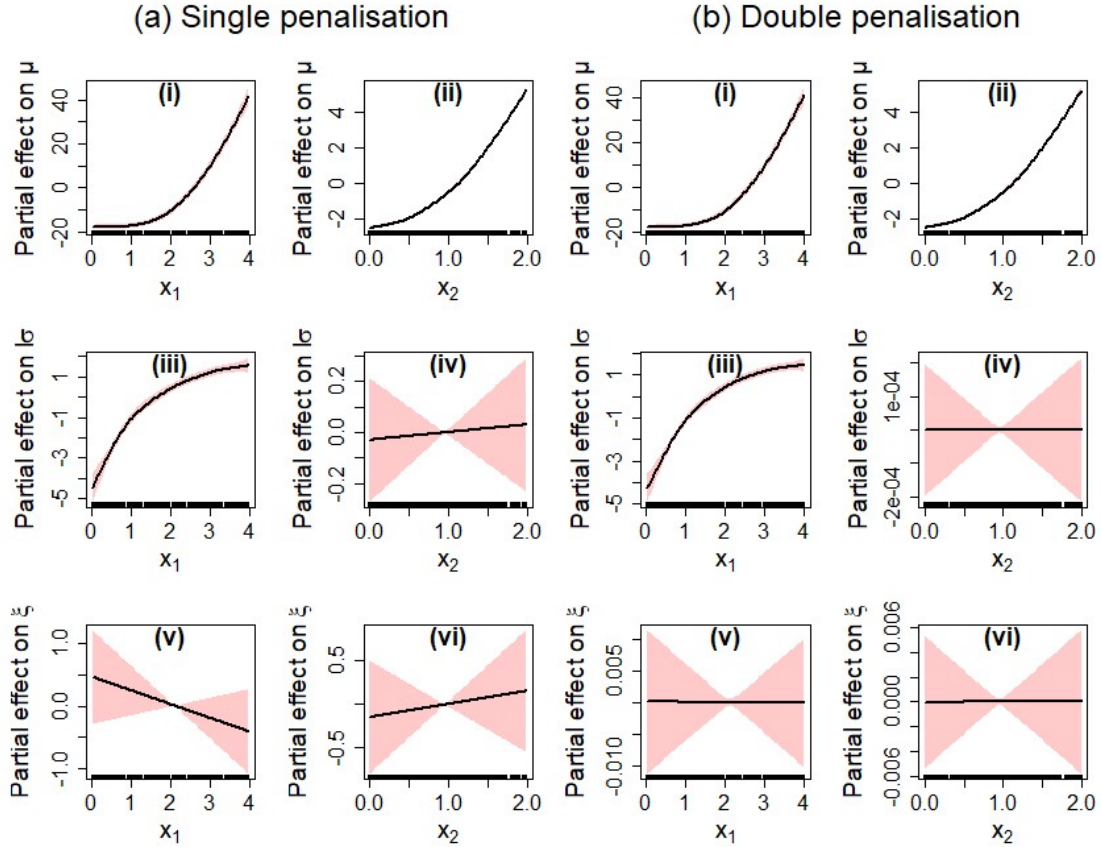 (a) Single penalisation
(b) Double penalisation
Partial effect on μ
(i)
-20 0 20 40
0 1 2 3 4
x1
Partial effect on μ
(ii)
-2 0 2 4
0.0 1.0 2.0
x2
Partial effect on μ
(i)
-20 0 20 40
0 1 2 3 4
x1
Partial effect on μ
(ii)
-2 0 2 4
0.0 1.0 2.0
x2
Partial effect on lσ
(iii)
-5 -3 -1 1
0 1 2 3 4
x1
Partial effect on lσ
(iv)
-0.2 0.0 0.2
0.0 1.0 2.0
x2
Partial effect on lσ
(iii)
-5 -3 -1 1
0 1 2 3 4
x1
Partial effect on lσ
(iv)
-2e-04 1e-04
0.0 1.0 2.0
x2
Partial effect on ξ
(v)
-1.0 0.0 1.0
0 1 2 3 4
x1
Partial effect on ξ
(vi)
-0.5 0.5
0.0 1.0 2.0
x2
Partial effect on ξ
(v)
-0.010 0.005
0 1 2 3 4
x1
Partial effect on ξ
(vi)
-0.006 0.000 0.006
0.0 1.0 2.0
x2